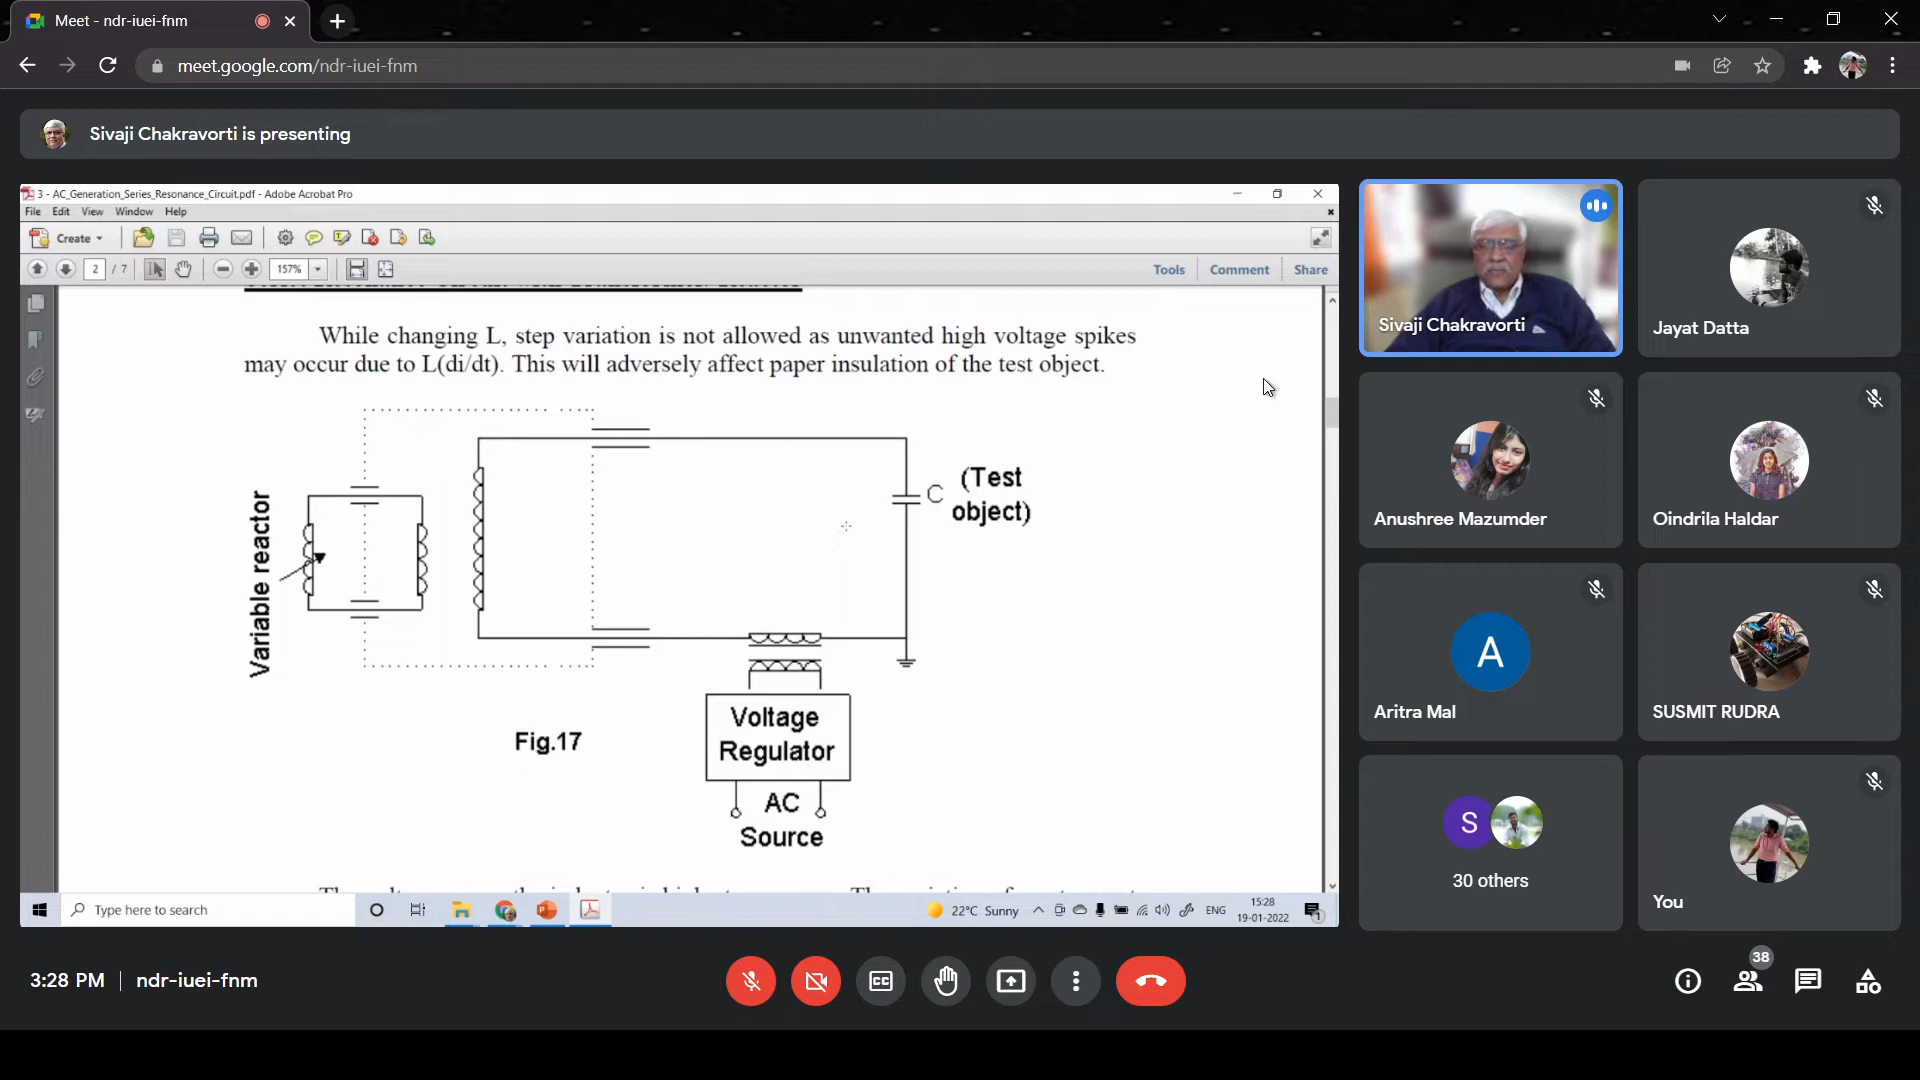 Meet - ndr-iuei-fnm
meet.google.com/ndr-iuei-fnm
Sivaji Chakravorti is presenting
3 - AC_Generation_Series_Resonance_Circuit.pdf - Adobe Acrobat Pro
File Edit View Window Help
Create
2 / 7
157%
Tools Comment Share
While changing L, step variation is not allowed as unwanted high voltage spikes
may occur due to L(di/dt). This will adversely affect paper insulation of the test object.
Variable reactor
C
(Test
object)
Voltage
Regulator
AC
Source
Fig.17
Type here to search
22°C Sunny
ENG
15:28
19-01-2022
1
Sivaji Chakravorti
Jayat Datta
Anushree Mazumder
Oindrila Haldar
A
Aritra Mal
SUSMIT RUDRA
S
30 others
You
3:28 PM
ndr-iuei-fnm
CC
38